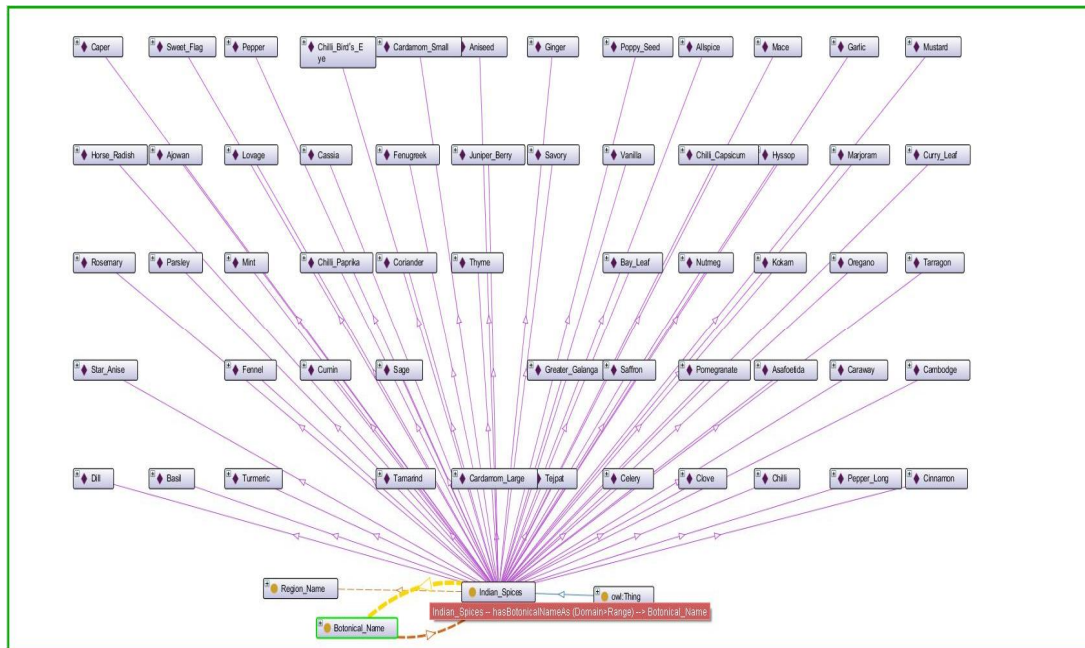 Caper
Sweet_Flag
Pepper
Chilli_Bird's_E
ye
Cardamom_Small
Aniseed
Ginger
Poppy_Seed
Allspice
Mace
Garlic
Mustard
Horse_Radish
Ajowan
Lovage
Cassia
Fenugreek
Juniper_Berry
Savory
Vanilla
Chilli_Capsicum
Hyssop
Marjoram
Curry_Leaf
Rosemary
Parsley
Mint
Chilli_Paprika
Coriander
Thyme
Bay_Leaf
Nutmeg
Kokam
Oregano
Tarragon
Star_Anise
Fennel
Cumin
Sage
Greater_Galanga
Saffron
Pomegranate
Asafoetida
Caraway
Cambodge
Dill
Basil
Turmeric
Tamarind
Cardamom_Large
Tejpat
Celery
Clove
Chilli
Pepper_Long
Cinnamon
Region_Name
Indian_Spices
owl:Thing
Indian_Spices -- hasBotonicalNameAs (Domain>Range) --> Botonical_Name
Botonical_Name